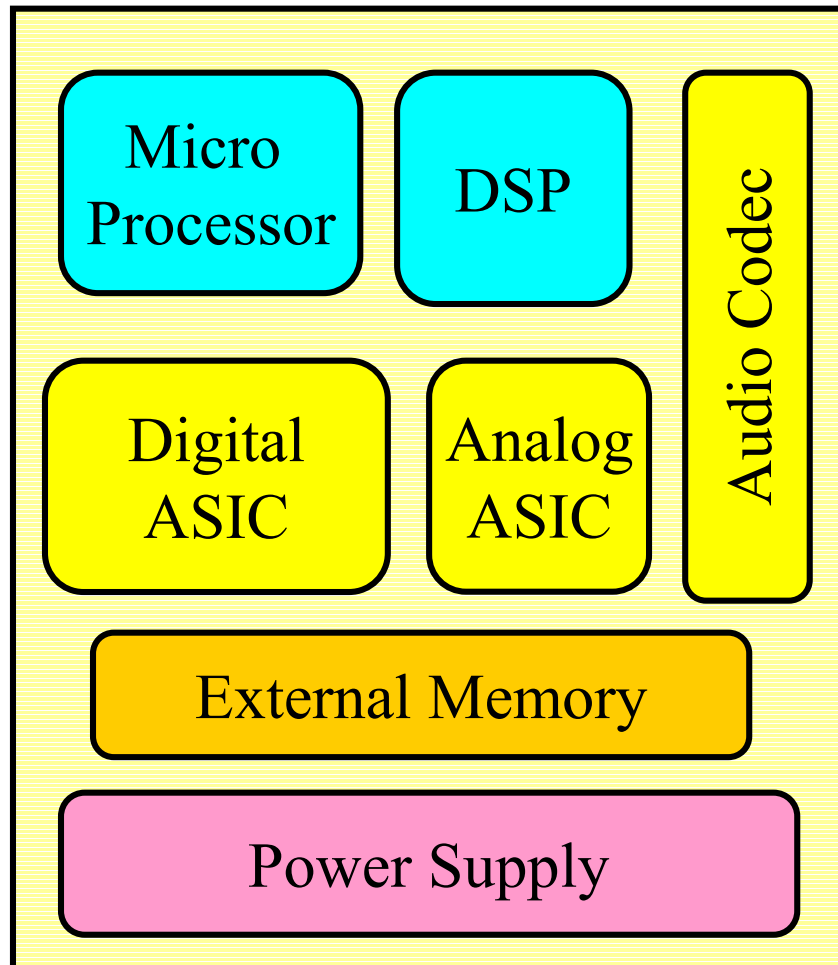 Micro
Processor
DSP
Audio Codec
Digital
ASIC
Analog
ASIC
External Memory
Power Supply